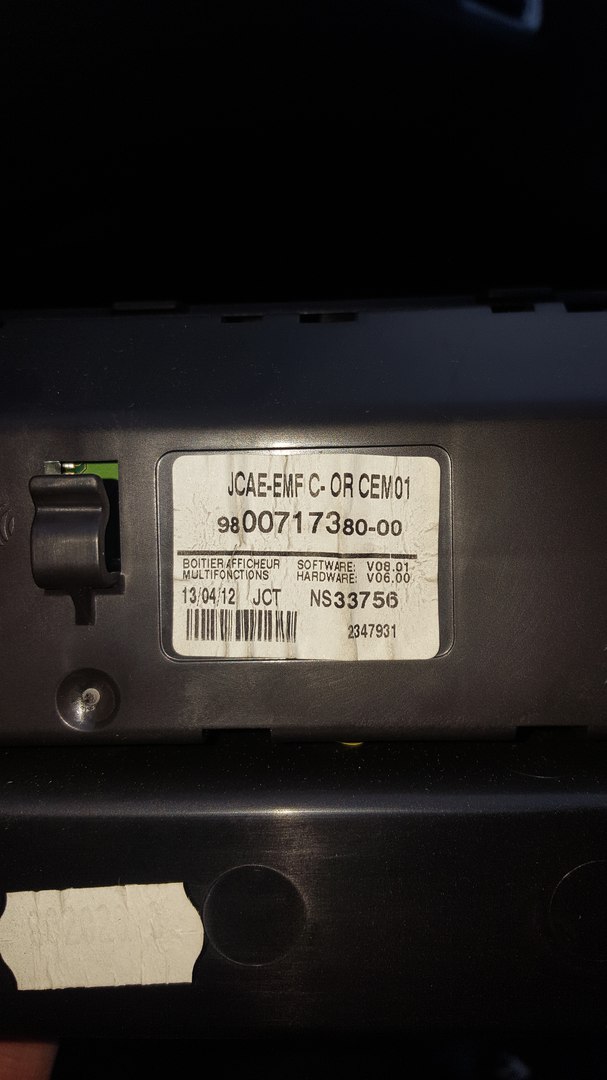 JCAE-EMF C- OR CEM01
9800717380-00
BOITIER AFFICHEUR SOFTWARE: V08.01
MULTIFONCTIONS HARDWARE: V06.00
13/04/12 JCT NS33756
2347931